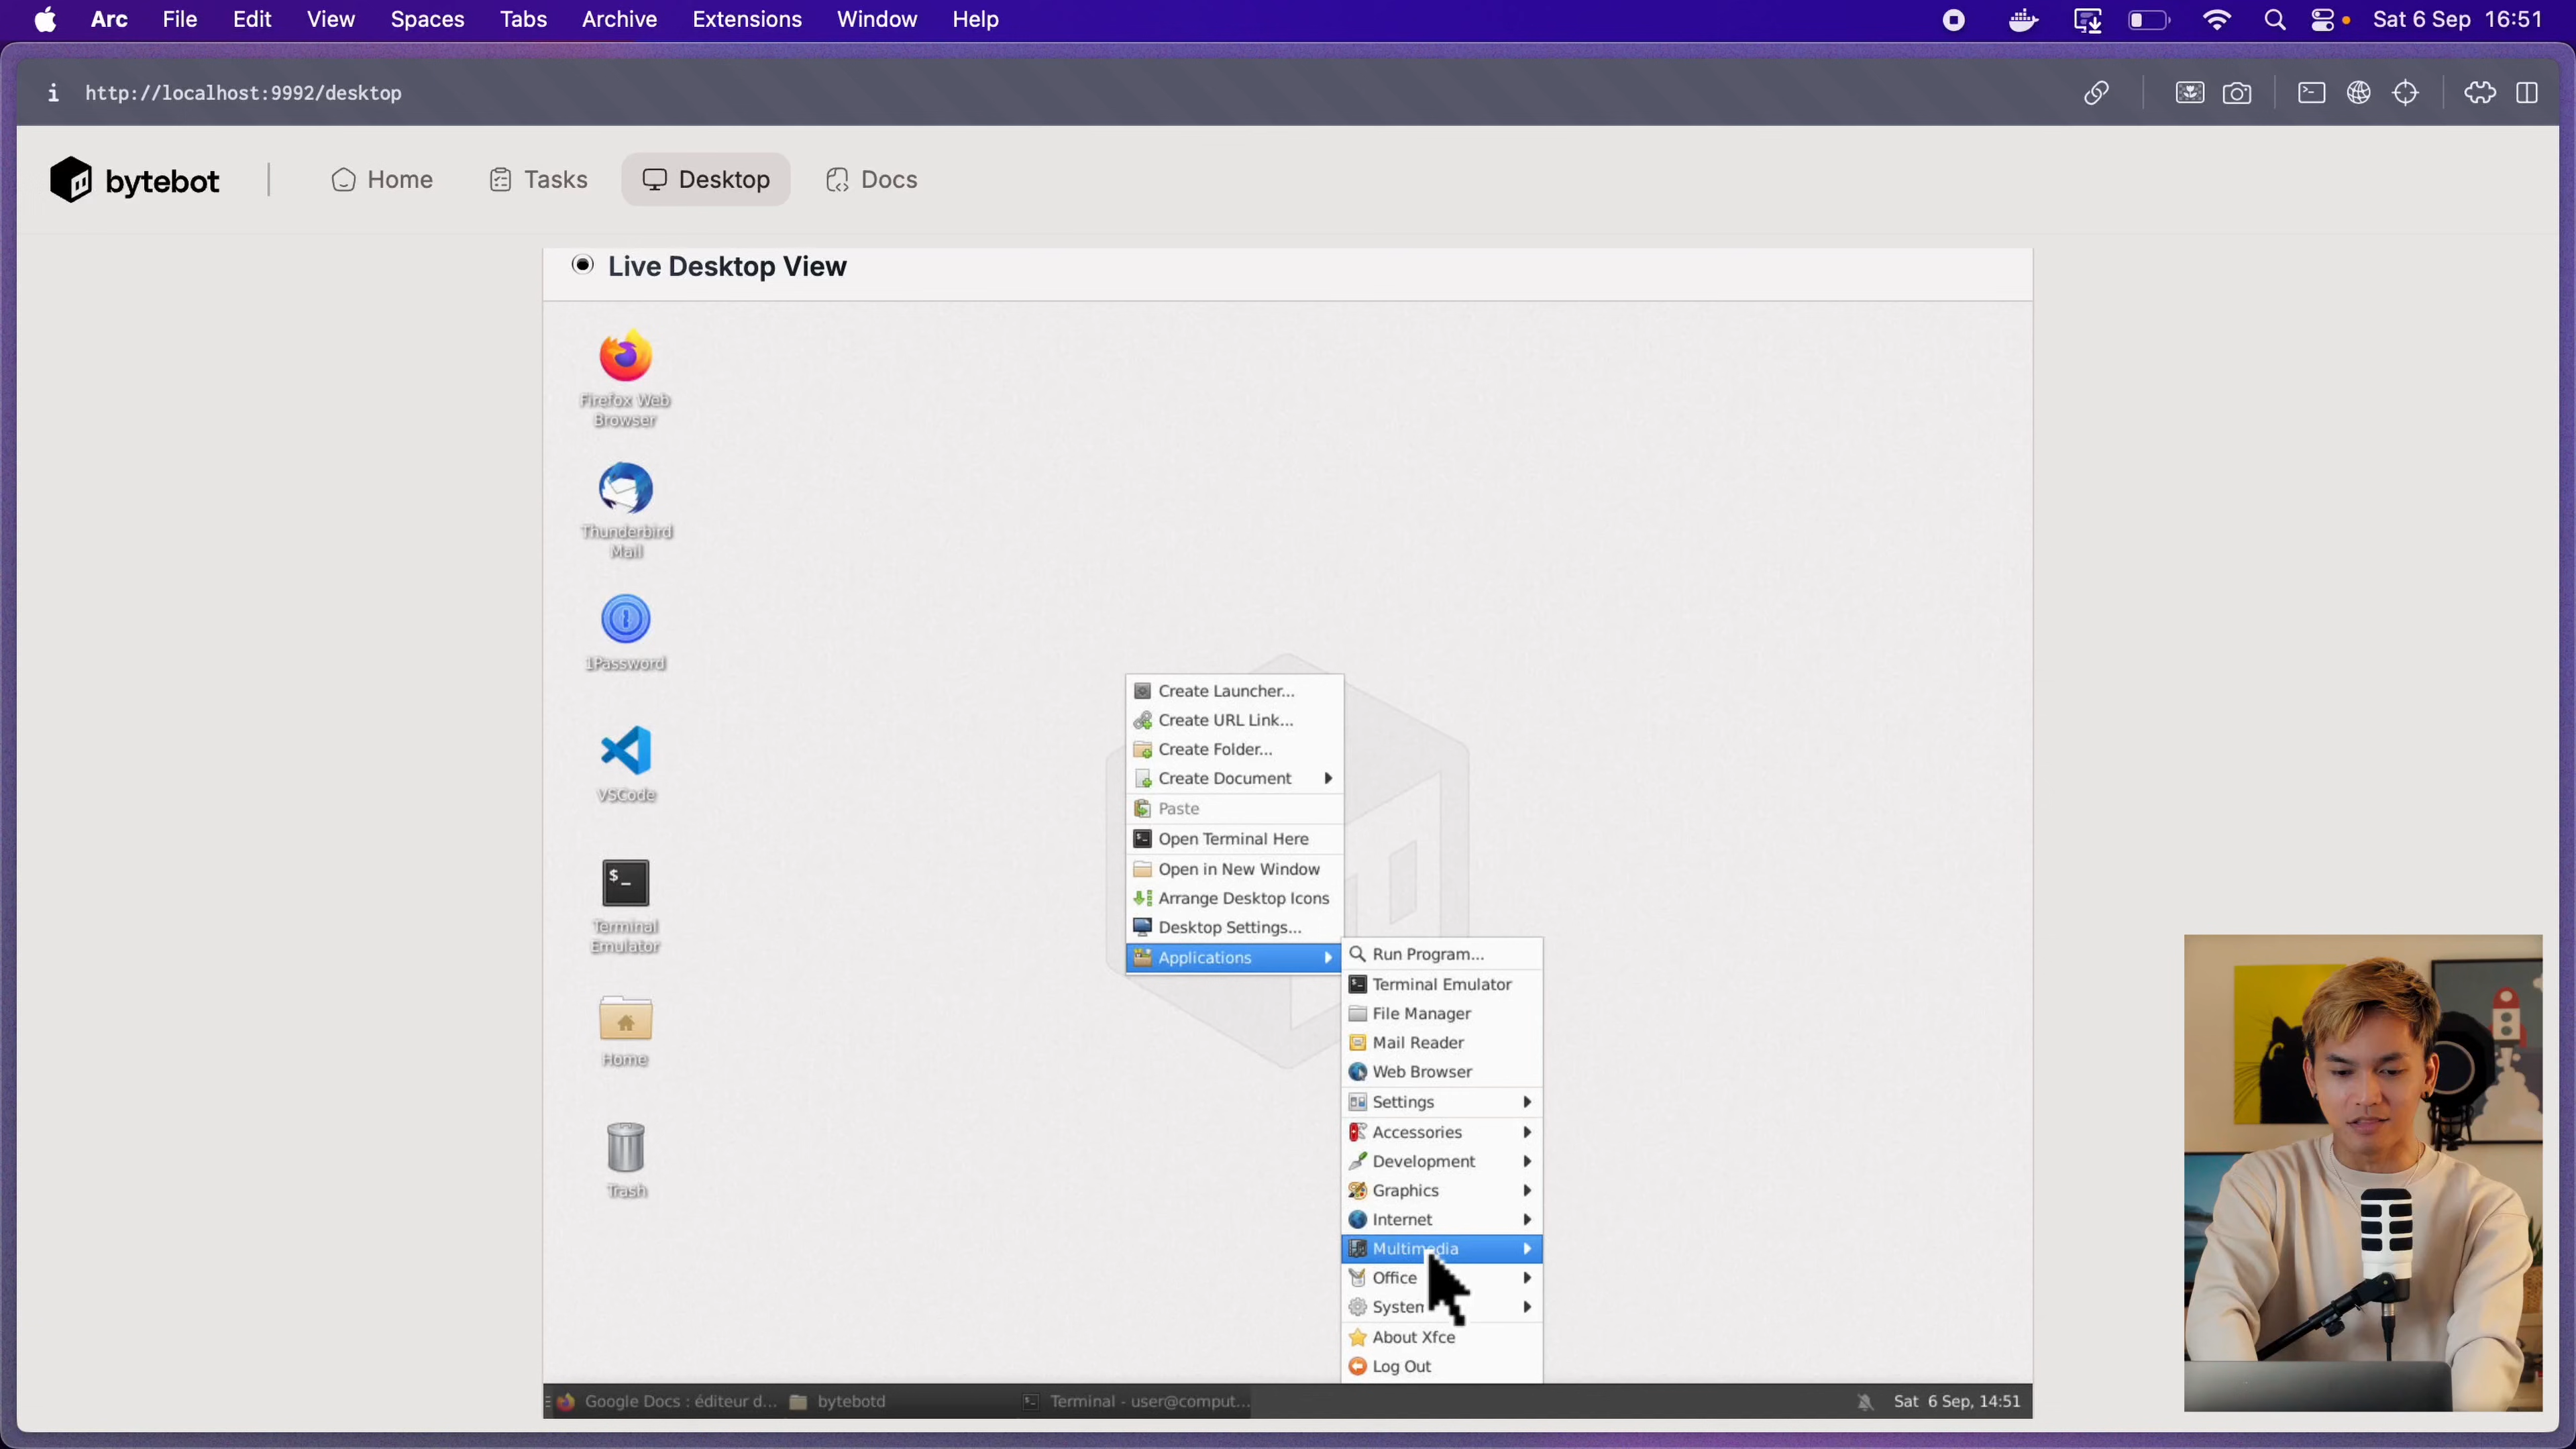 Arc File Edit View Spaces Tabs Archive Extensions Window Help Sat 6 Sep 16:51
http://localhost:9992/desktop
bytebot Home Tasks Desktop Docs
Live Desktop View
Firefox Web
Browser
Thunderbird
Mail
1Password
VSCode
Terminal
Emulator
Home
Trash
Create Launcher...
Create URL Link...
Create Folder...
Create Document
Paste
Open Terminal Here
Open in New Window
Arrange Desktop Icons
Desktop Settings...
Applications
Run Program...
Terminal Emulator
File Manager
Mail Reader
Web Browser
Settings
Accessories
Development
Graphics
Internet
Multimedia
Office
System
About Xfce
Log Out
Google Docs : éditeur d... bytebotd Terminal - user@comput... Sat 6 Sep, 14:51